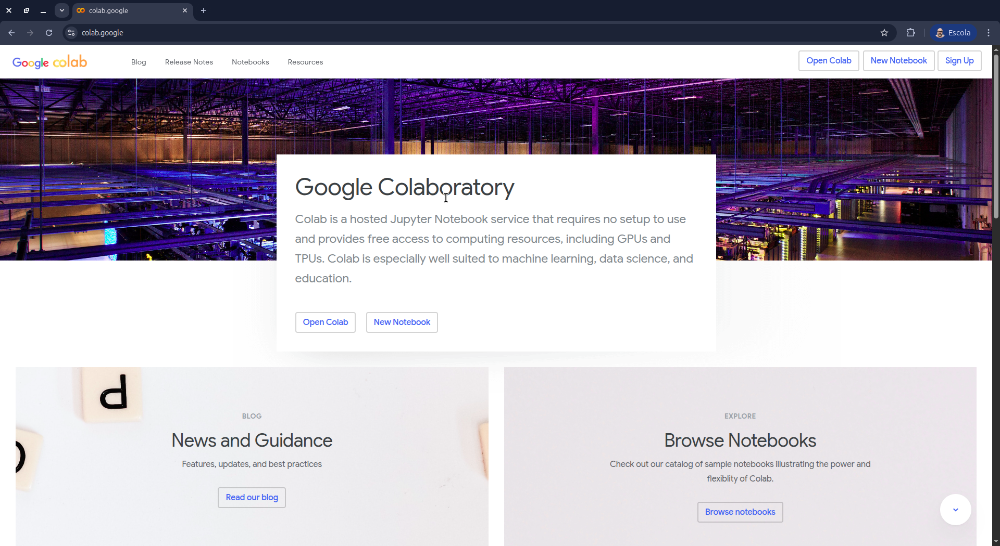 colab.google
colab.google
Escola
Google colab
Blog
Release Notes
Notebooks
Resources
Open Colab
New Notebook
Sign Up
Google Colaboratory
Colab is a hosted Jupyter Notebook service that requires no setup to use
and provides free access to computing resources, including GPUs and
TPUs. Colab is especially well suited to machine learning, data science, and
education.
Open Colab
New Notebook
d
BLOG
News and Guidance
Features, updates, and best practices
Read our blog
EXPLORE
Browse Notebooks
Check out our catalog of sample notebooks illustrating the power and
flexiblity of Colab.
Browse notebooks